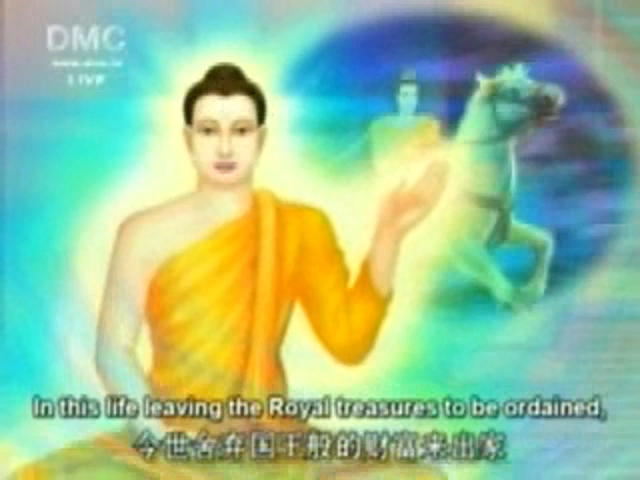 DMC
LIVE
In this life leaving the Royal treasures to be ordained,
今世舍弃国王般的财富来出家